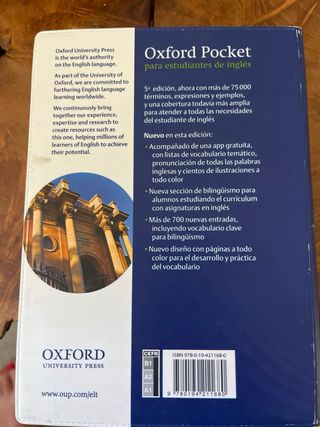 Oxford University Press
is the world's authority
on the English language.
As part of the University of
Oxford, we are committed to
furthering English language
learning worldwide.
We continuously bring
together our experience,
expertise and research to
create resources such as
this one, helping millions of
learners of English to achieve
their potential.
OXFORD
UNIVERSITY PRESS
www.oup.com/elt
Oxford Pocket
para estudiantes de inglés
5ª edición, ahora con más de 75 000
términos, expresiones y ejemplos,
y una cobertura todavía más amplia
para atender a todas las necesidades
del estudiante de inglés.
Nuevo en esta edición:
• Acompañado de una app gratuita,
con listas de vocabulario temático,
pronunciación de todas las palabras
inglesas y cientos de ilustraciones a
todo color
• Nueva sección de bilingüismo para
alumnos estudiando el currículum
con asignaturas en inglés
• Más de 700 nuevas entradas,
incluyendo vocabulario clave
para bilingüismo
• Nuevo diseño con páginas a todo
color para el desarrollo y práctica
del vocabulario
CEFR
B1
A2
A1
ISBN 978-0-19-421168-0
9 780194 211680